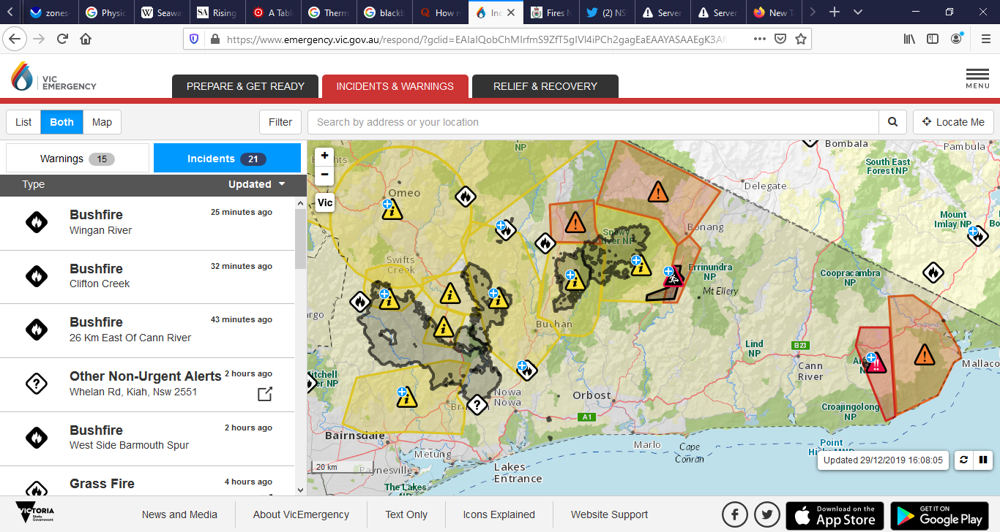 zones-
Physic
Seawa
Rising
A Tabl
Therm
blackb
How m
Inc
Fires N
(2) NS
Server
Server
New T
https://www.emergency.vic.gov.au/respond/?gclid=
VIC
EMERGENCY
PREPARE & GET READY
INCIDENTS & WARNINGS
RELIEF & RECOVERY
MENU
List
Both
Map
Filter
Search by address or your location
Locate Me
Warnings 15
Incidents 21
Type
Updated
Bushfire
25 minutes ago
Wingan River
Bushfire
32 minutes ago
Clifton Creek
Bushfire
43 minutes ago
26 Km East Of Cann River
Other Non-Urgent Alerts
2 hours ago
Whelan Rd, Kiah, Nsw 2551
Bushfire
2 hours ago
West Side Barmouth Spur
Grass Fire
4 hours ago
+
−
Vic
NP
Bombala
Pambula
South East
Forest NP
Omeo
Delegate
Mount
Imlay NP
Bo
Bonang
Snowy
River NP
Swifts
Creek
Errinundra
NP
Coopracambra
NP
Mt Ellery
argo
Buchan
Lind
NP
B23
Cann
River
Mallaco
itchell
er NP
Nowa
Nowa
Orbost
Croajingolong
NP
A1
Bairnsdale
Marlo
Cape
Conran
Point
Metung
Updated 29/12/2019 16:08:05
20 km
Paynesville
Lakes
Entrance
The Lakes
VICTORIA
State
Government
News and Media
About VicEmergency
Text Only
Icons Explained
Website Support
Download on the
App Store
GET IT ON
Google Play